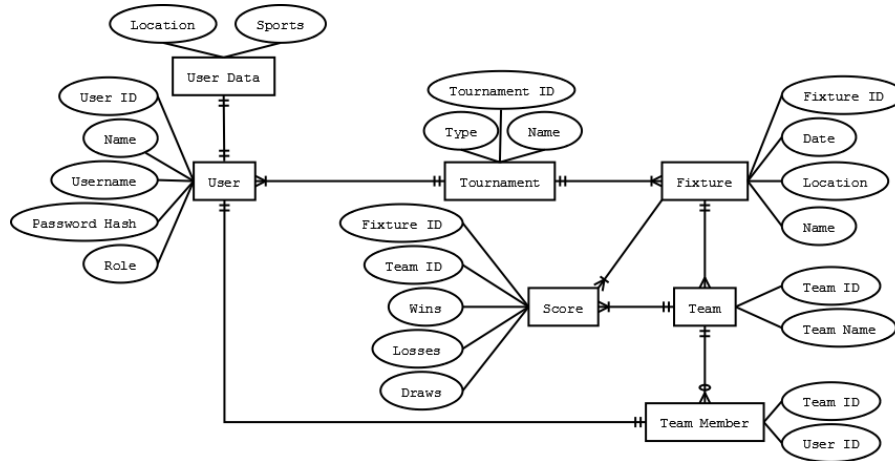 Location
Sports
User Data
User ID
Name
Username
Password Hash
Role
User
Tournament ID
Type
Name
Tournament
Fixture ID
Date
Location
Name
Fixture
Fixture ID
Team ID
Wins
Losses
Draws
Score
Team
Team ID
Team Name
Team Member
Team ID
User ID